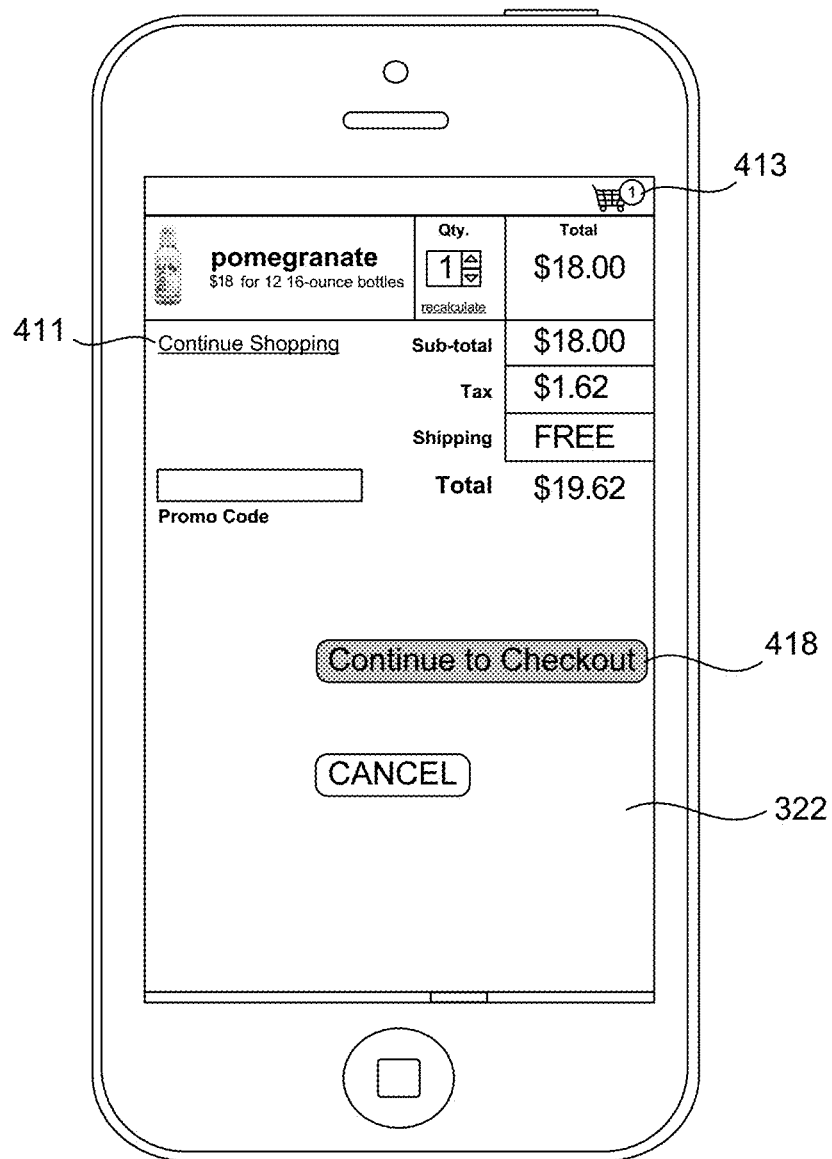 413
1
Qty.
Total
pomegranate
1
$18.00
$18 for 12 16-ounce bottles
recalculate
411
Continue Shopping
Sub-total
$18.00
Tax
$1.62
Shipping
FREE
Total
$19.62
Promo Code
Continue to Checkout
418
CANCEL
322